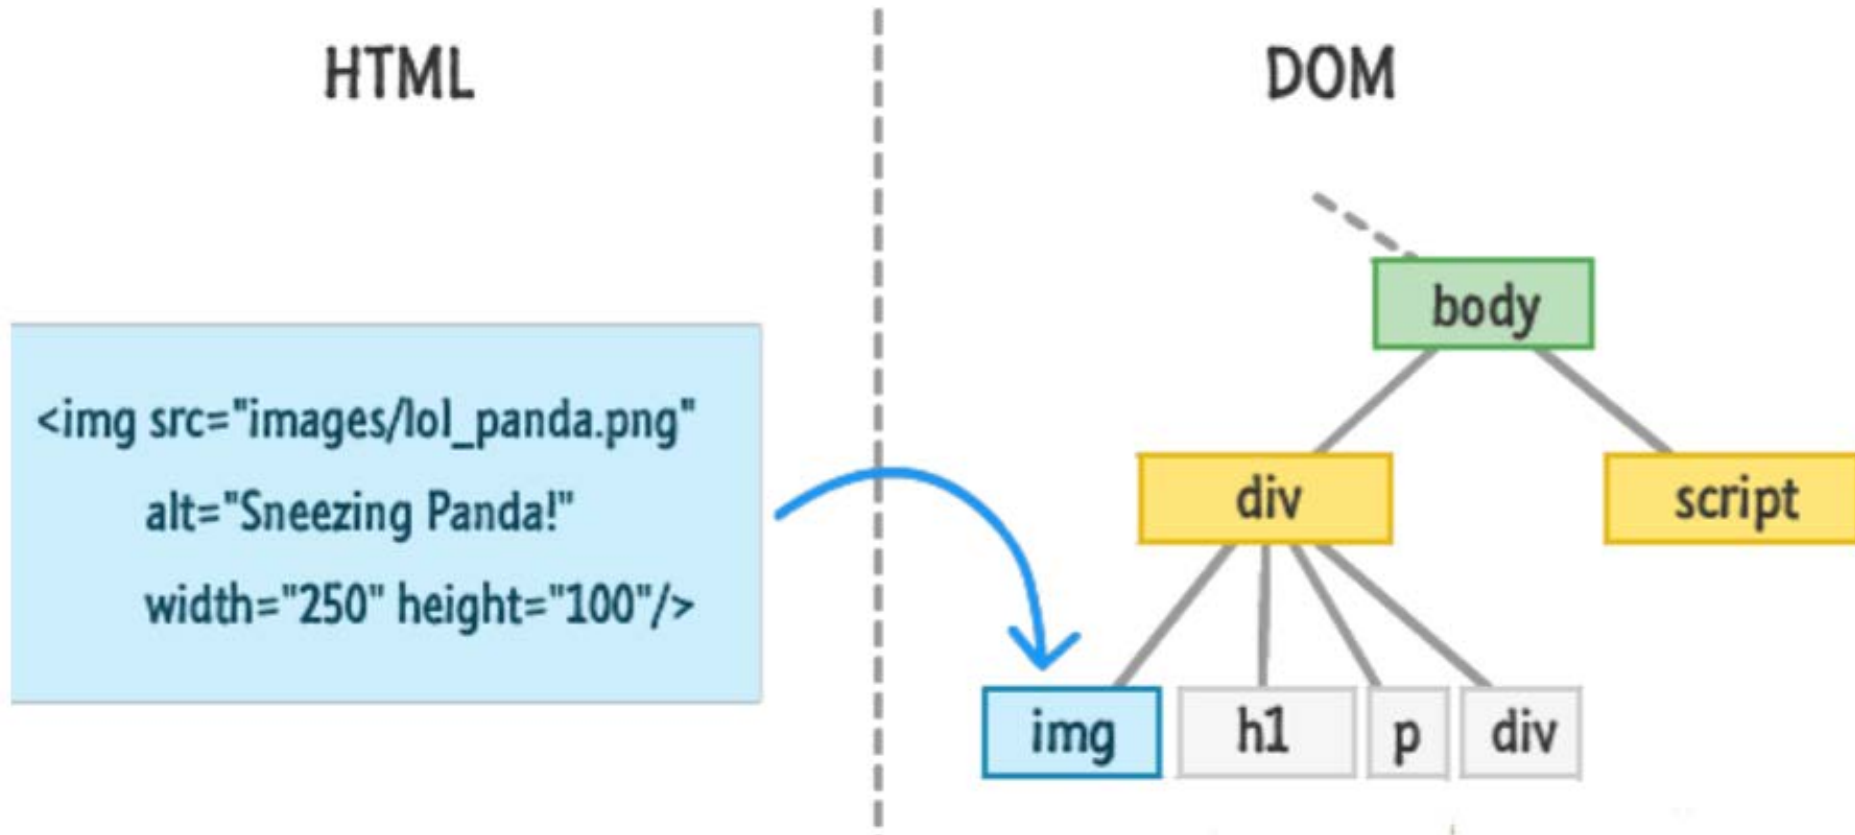 HTML
<img src="images/lol_panda.png"
alt="Sneezing Panda!"
width="250" height="100"/>
DOM
body
div
script
img
h1
p
div